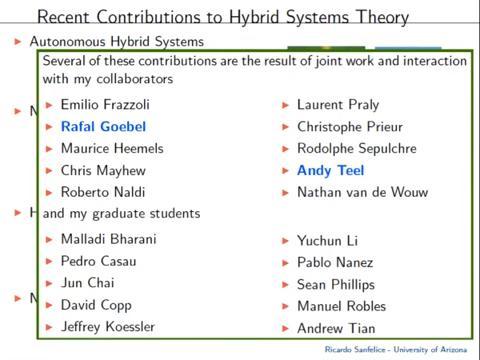 Recent Contributions to Hybrid Systems Theory
Autonomous Hybrid Systems
Several of these contributions are the result of joint work and interaction
with my collaborators
Emilio Frazzoli
Rafal Goebel
Maurice Heemels
Chris Mayhew
Roberto Naldi
Laurent Praly
Christophe Prieur
Rodolphe Sepulchre
Andy Teel
Nathan van de Wouw
and my graduate students
Malladi Bharani
Pedro Casau
Jun Chai
David Copp
Jeffrey Koessler
Yuchun Li
Pablo Nanez
Sean Phillips
Manuel Robles
Andrew Tian
Ricardo Sanfelice - University of Arizona